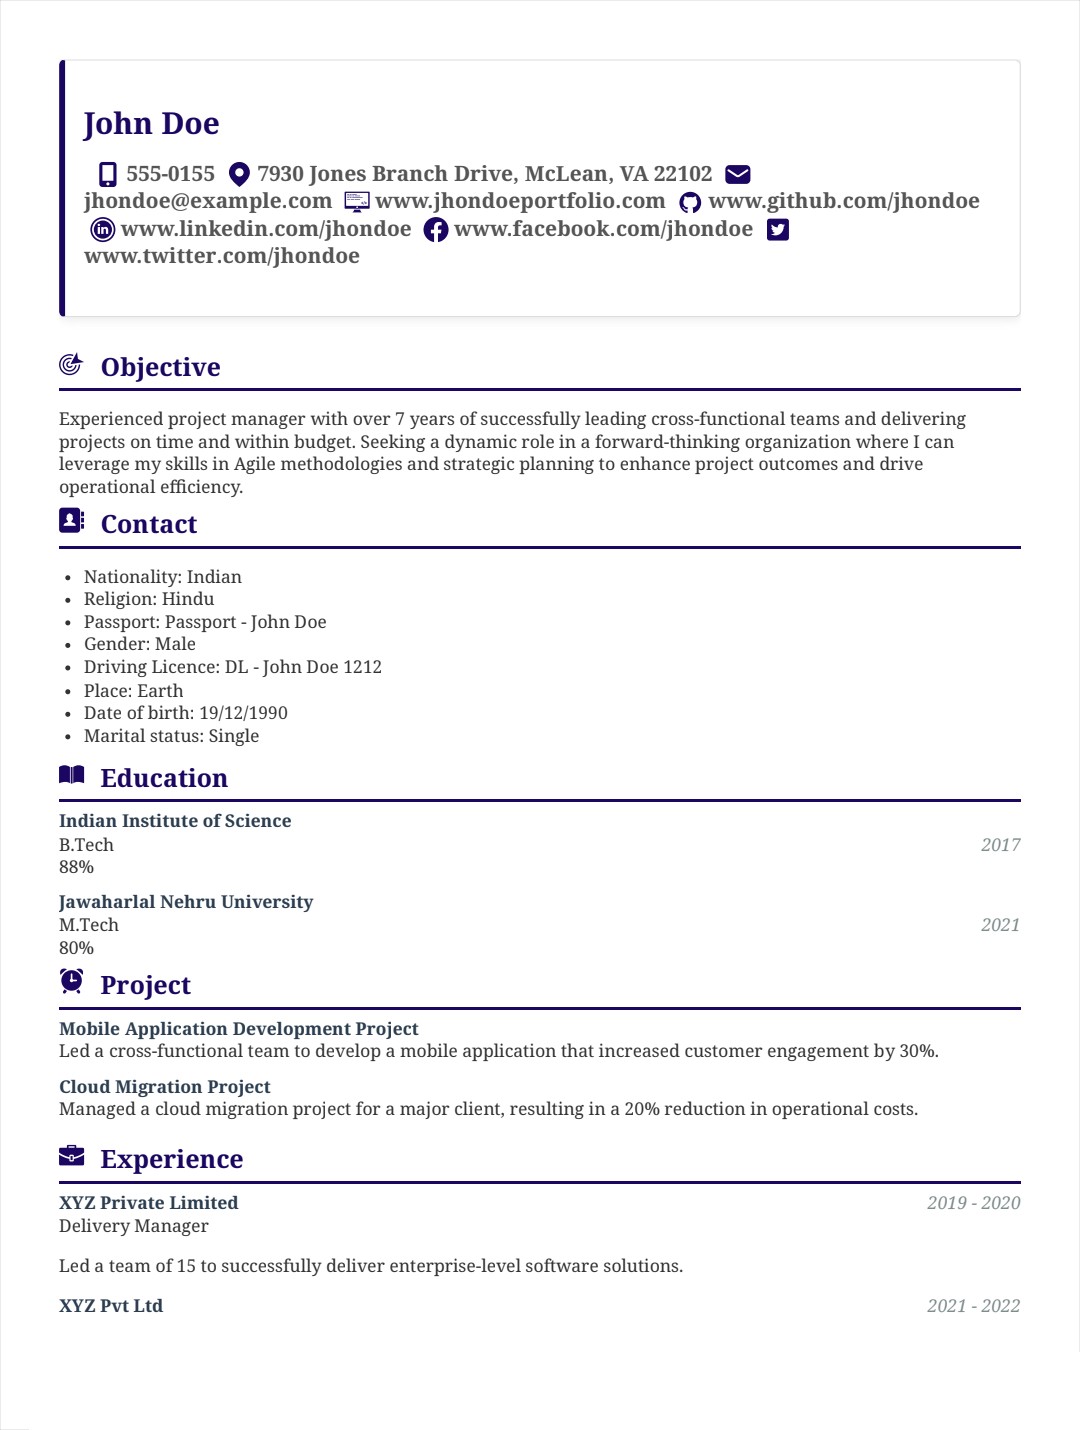 John Doe
555-0155 7930 Jones Branch Drive, McLean, VA 22102
jhondoe@example.com www.jhondoeportfolio.com www.github.com/jhondoe
www.linkedin.com/jhondoe www.facebook.com/jhondoe
www.twitter.com/jhondoe
Objective
Experienced project manager with over 7 years of successfully leading cross-functional teams and delivering
projects on time and within budget. Seeking a dynamic role in a forward-thinking organization where I can
leverage my skills in Agile methodologies and strategic planning to enhance project outcomes and drive
operational efficiency.
Contact
• Nationality: Indian
• Religion: Hindu
• Passport: Passport - John Doe
• Gender: Male
• Driving Licence: DL - John Doe 1212
• Place: Earth
• Date of birth: 19/12/1990
• Marital status: Single
Education
Indian Institute of Science
B.Tech 2017
88%
Jawaharlal Nehru University
M.Tech 2021
80%
Project
Mobile Application Development Project
Led a cross-functional team to develop a mobile application that increased customer engagement by 30%.
Cloud Migration Project
Managed a cloud migration project for a major client, resulting in a 20% reduction in operational costs.
Experience
XYZ Private Limited 2019 - 2020
Delivery Manager
Led a team of 15 to successfully deliver enterprise-level software solutions.
XYZ Pvt Ltd 2021 - 2022